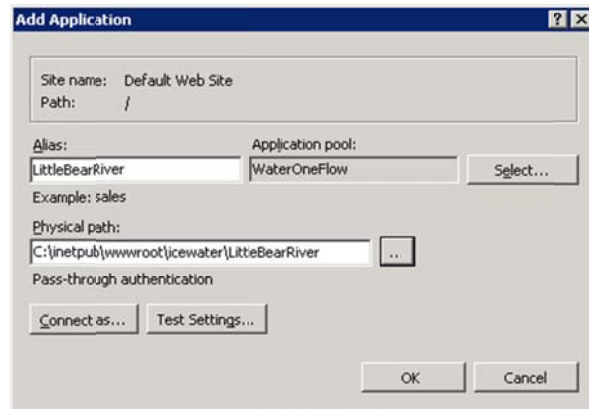 Add Application
Site name: Default Web Site
Path: /
Alias: Application pool:
LittleBearRiver WaterOneFlow Select...
Example: sales
Physical path:
C:\inetpub\wwwroot\icewater\LitteBearRiver ...
Pass-through authentication
Connect as... Test Settings...
OK Cancel